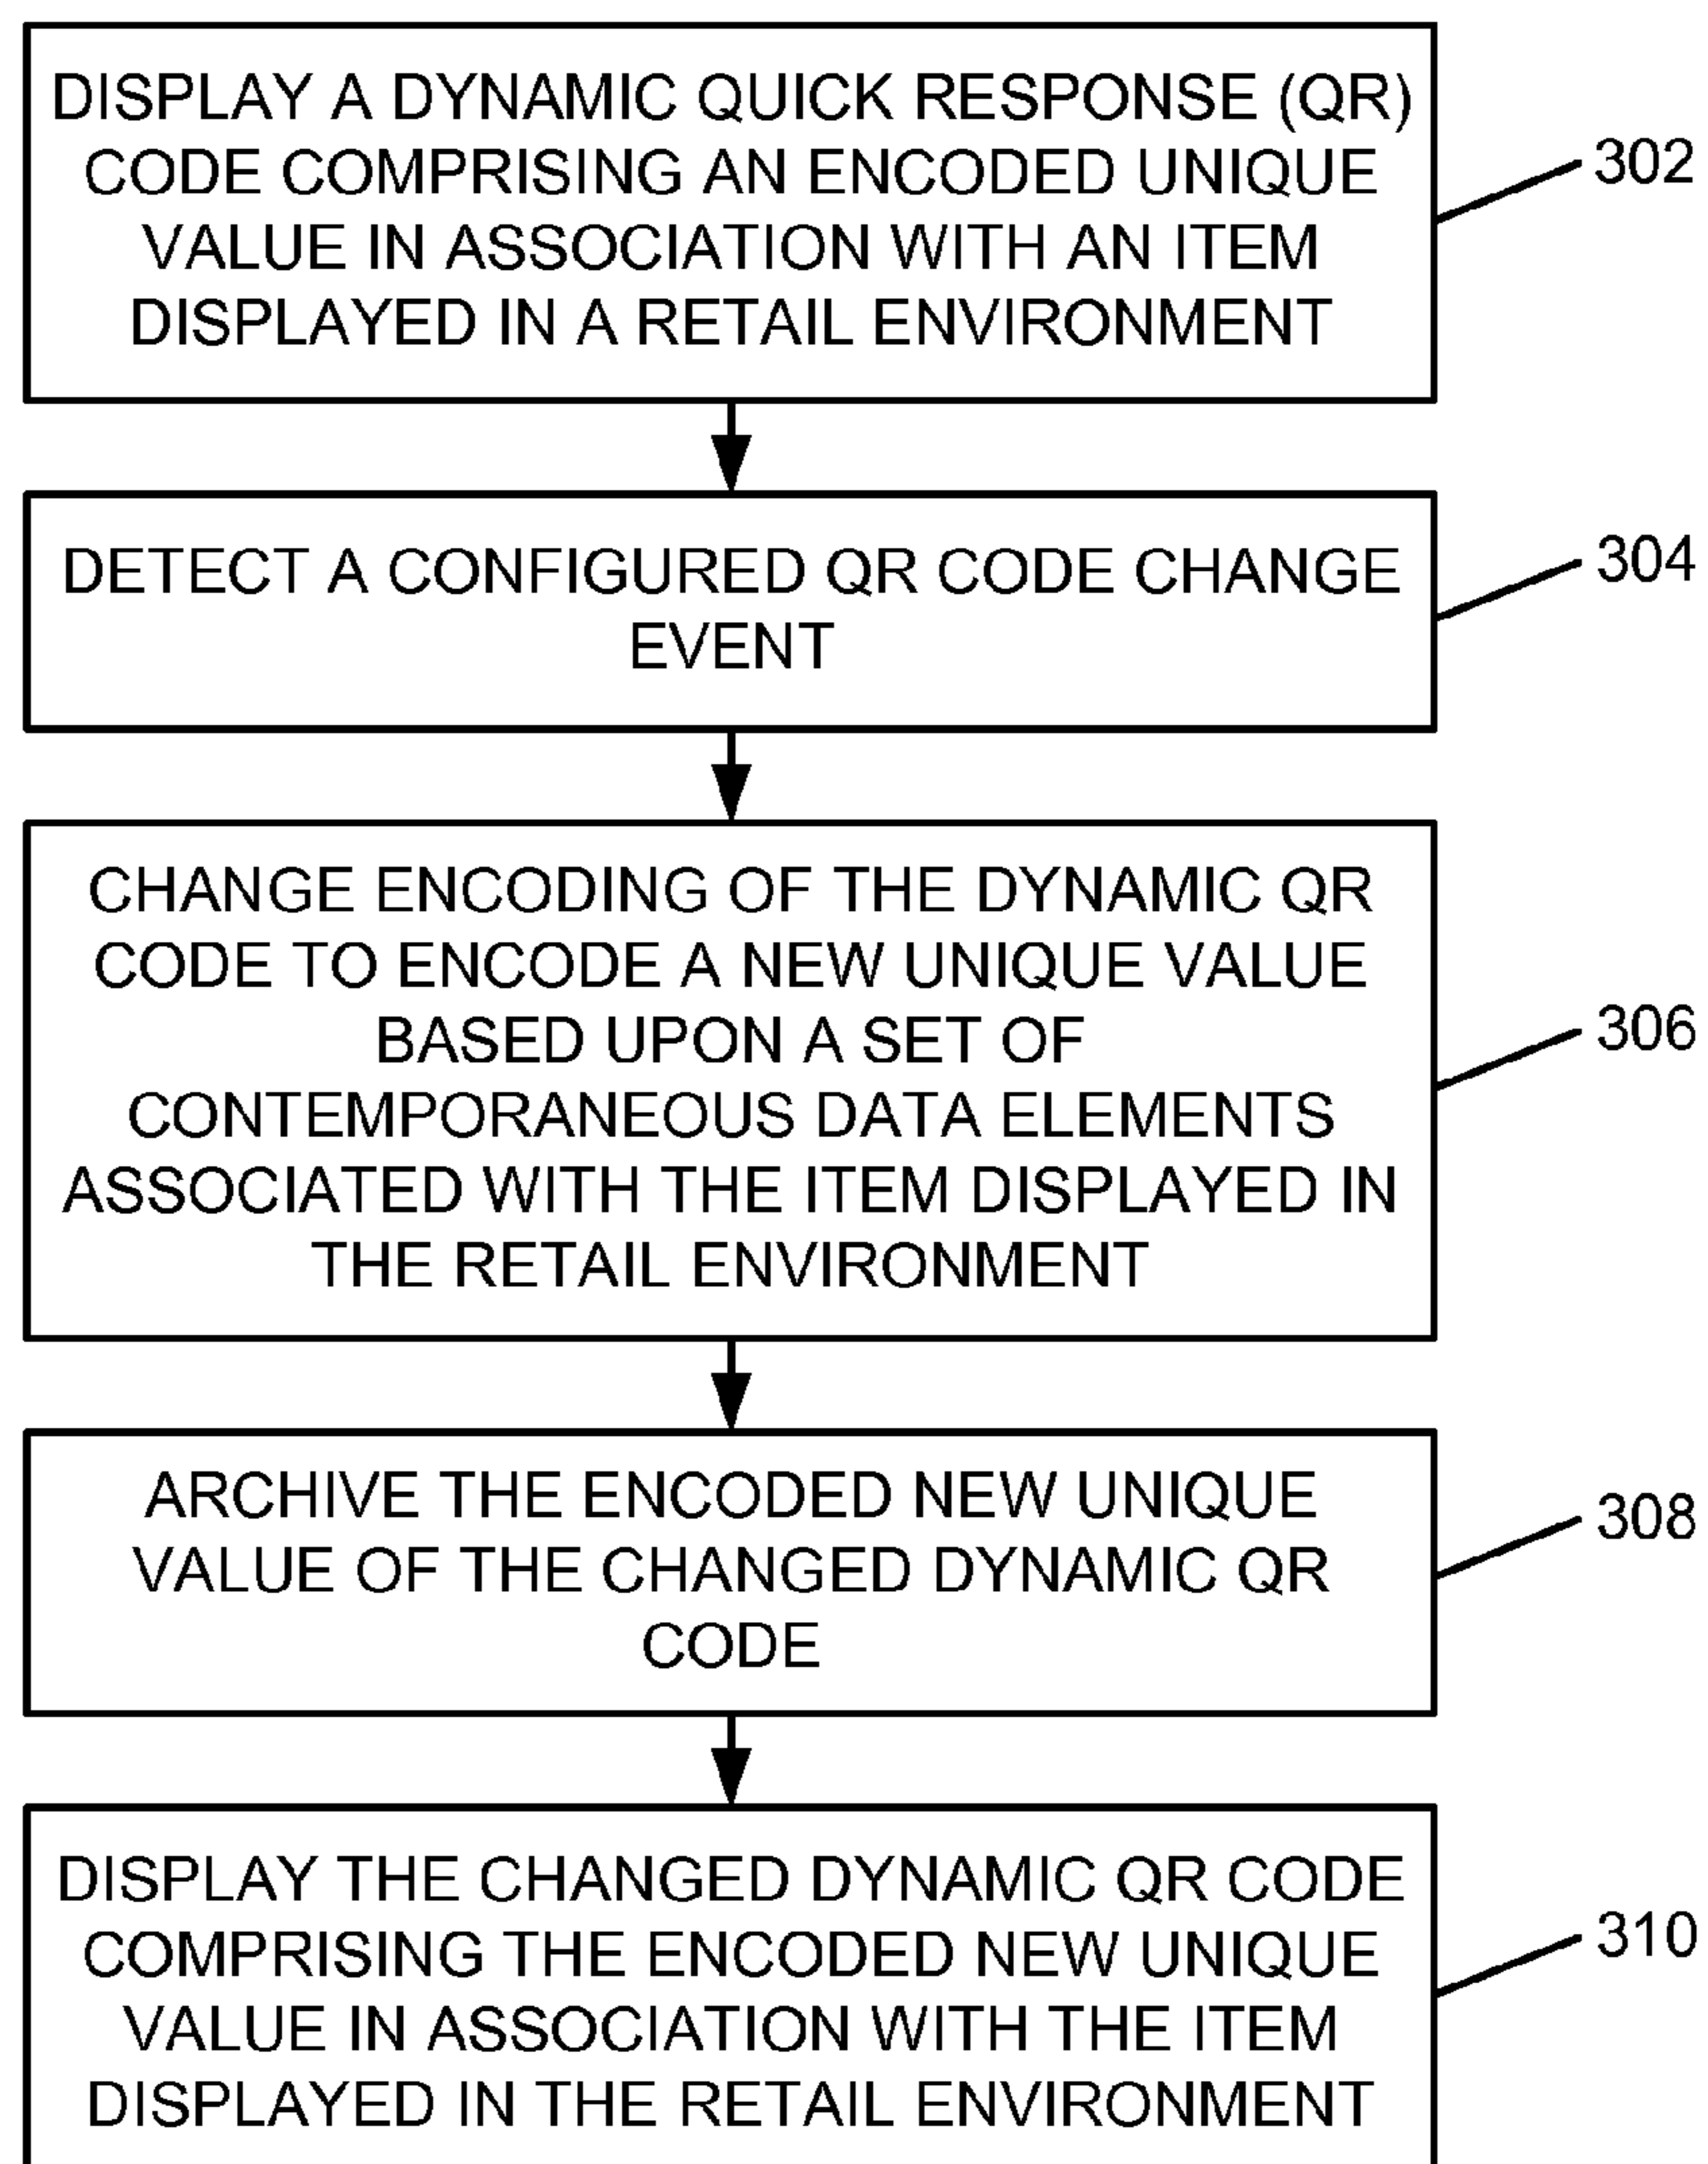 DISPLAY A DYNAMIC QUICK RESPONSE (QR)
CODE COMPRISING AN ENCODED UNIQUE
VALUE IN ASSOCIATION WITH AN ITEM
DISPLAYED IN A RETAIL ENVIRONMENT
302
DETECT A CONFIGURED QR CODE CHANGE
EVENT
304
CHANGE ENCODING OF THE DYNAMIC QR
CODE TO ENCODE A NEW UNIQUE VALUE
BASED UPON A SET OF
CONTEMPORANEOUS DATA ELEMENTS
ASSOCIATED WITH THE ITEM DISPLAYED IN
THE RETAIL ENVIRONMENT
306
ARCHIVE THE ENCODED NEW UNIQUE
VALUE OF THE CHANGED DYNAMIC QR
CODE
308
DISPLAY THE CHANGED DYNAMIC QR CODE
COMPRISING THE ENCODED NEW UNIQUE
VALUE IN ASSOCIATION WITH THE ITEM
DISPLAYED IN THE RETAIL ENVIRONMENT
310